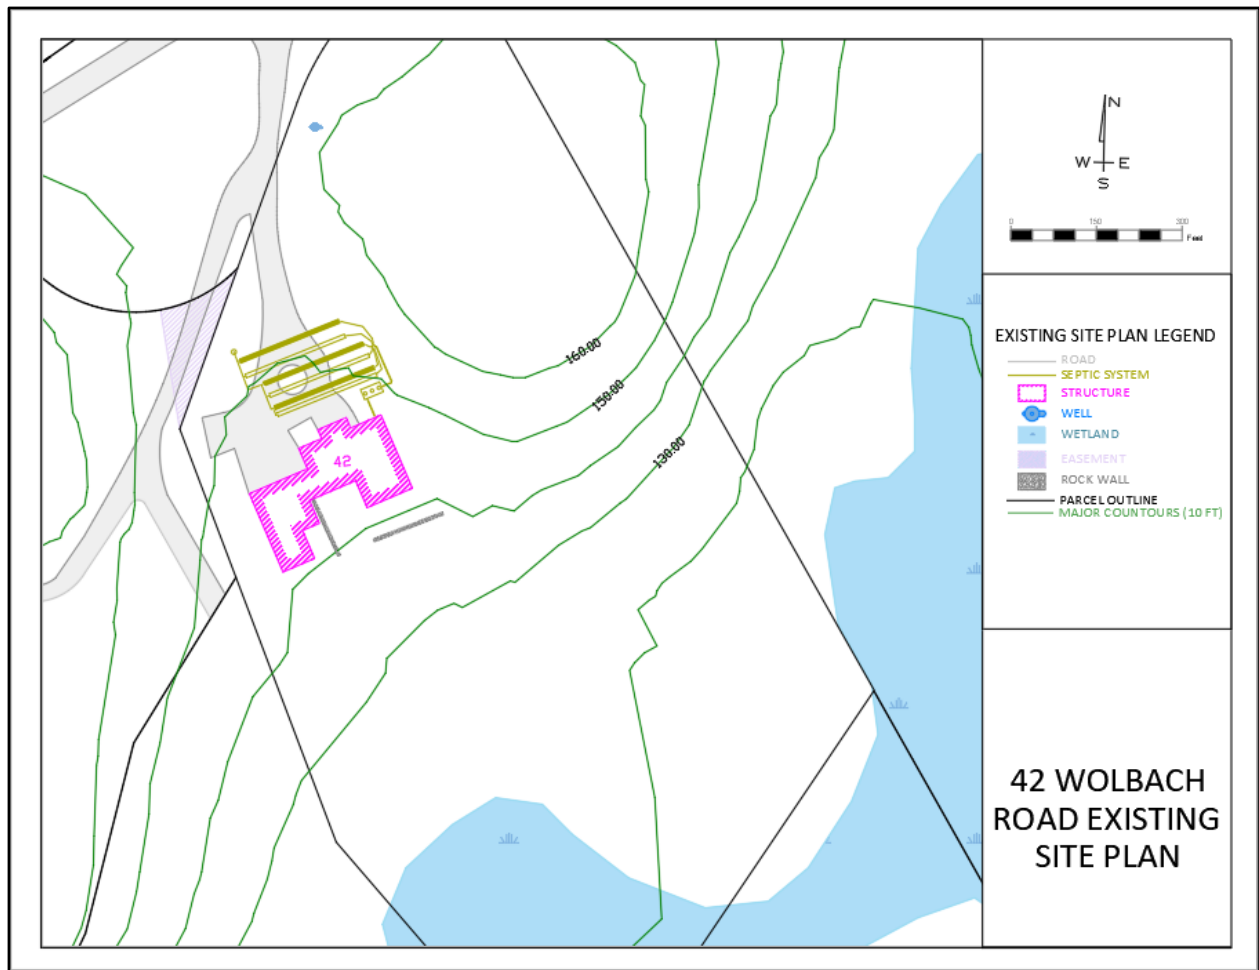 N
W E
S
0 150 300
Feet
EXISTING SITE PLAN LEGEND
ROAD
SEPTIC SYSTEM
STRUCTURE
WELL
WETLAND
EASEMENT
ROCK WALL
PARCEL OUTLINE
MAJOR COUNTOURS (10 FT)
160.00
150.00
130.00
42
42 WOLBACH
ROAD EXISTING
SITE PLAN